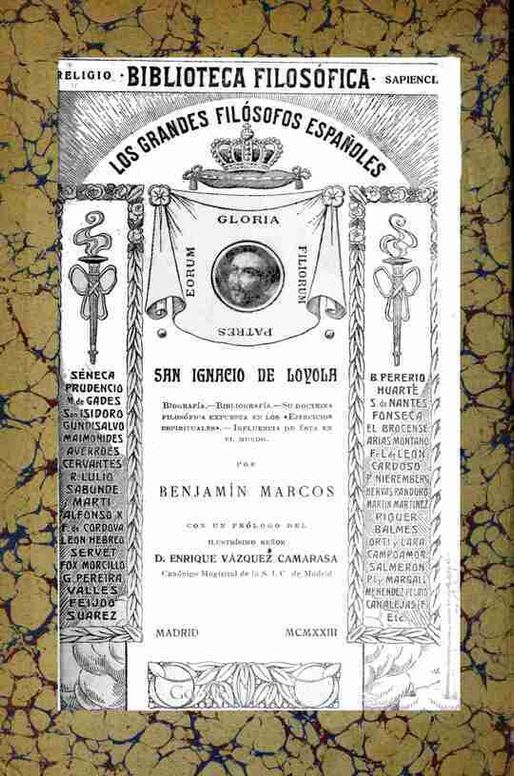 RELIGIO · BIBLIOTECA FILOSÓFICA · SAPIENCI
LOS GRANDES FILÓSOFOS ESPAÑOLES
GLORIA
EORUM
FILIORUM
PATRES
SAN IGNACIO DE LOYOLA
BIOGRAFÍA.—BIBLIOGRAFÍA.—SU DOCTRINA
FILOSÓFICA EXPUESTA EN LOS «EJERCICIOS
ESPIRITUALES».—INFLUENCIA DE ÉSTA EN
EL MUNDO.
POR
BENJAMÍN MARCOS
CON UN PRÓLOGO DEL
ILUSTRÍSIMO SEÑOR
D. ENRIQUE VÁZQUEZ CAMARASA
Canónigo Magistral de la S. I. C. de Madrid
MADRID MCMXXIII
SÉNECA
PRUDENCIO
M. de GADES
San ISIDORO
GUNDISALVO
MAIMONIDES
AVERROES
CERVANTES
R. LULIO
SABUNDE
MARTI
ALFONSO X
F. de CORDOVA
LEON HEBREO
SERVET
FOX MORCILLO
G. PEREIRA
VALLES
FEIJOO
SUAREZ
B. PERERIO
HUARTE
S. de NANTES
FONSECA
EL BROCENSE
ARIAS MONTANO
F. L. de LEON
CARDOSO
P. NIEREMBERG
HERVAS PANDURO
MARTIN MARTINEZ
PIQUER
BALMES
ORTI y LARA
CAMPOAMOR
SALMERON
PI y MARGALL
MENENDEZ PELAYO
CANALEJAS F.
Etc.